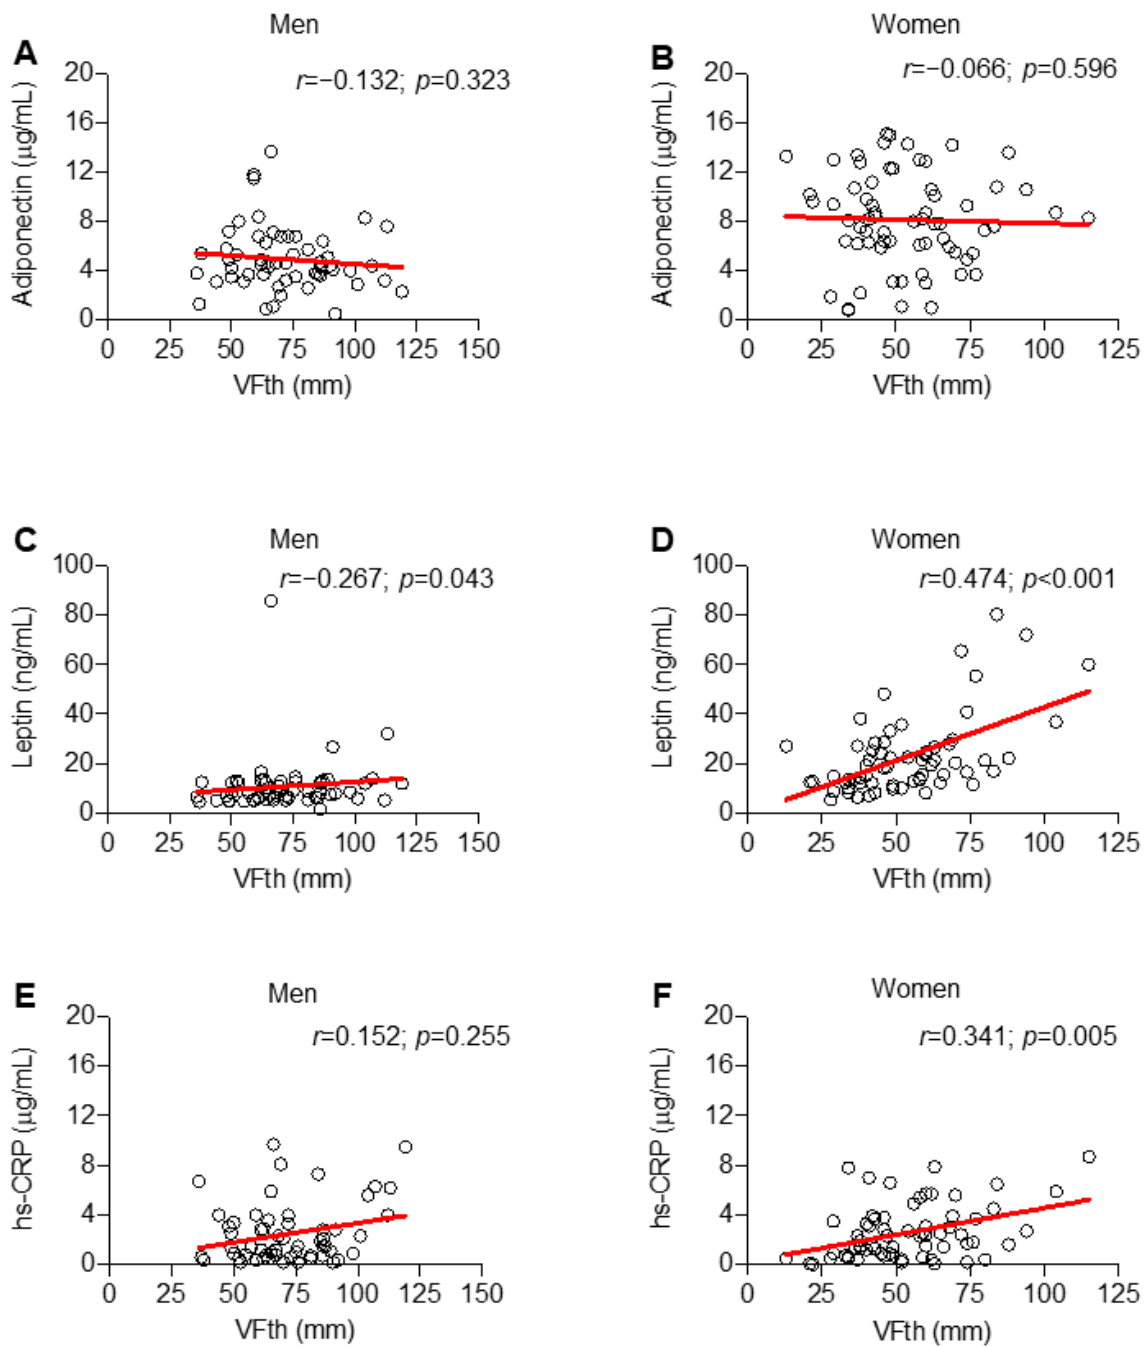 Men
A
r=−0.132; p=0.323
20
16
12
8
4
0
Adiponectin (μg/mL)
0 25 50 75 100 125 150
VFth (mm)
Women
B
r=−0.066; p=0.596
20
16
12
8
4
0
Adiponectin (μg/mL)
0 25 50 75 100 125
VFth (mm)
C
Men
r=−0.267; p=0.043
100
80
60
40
20
0
Leptin (ng/mL)
0 25 50 75 100 125 150
VFth (mm)
D
Women
r=0.474; p<0.001
100
80
60
40
20
0
Leptin (ng/mL)
0 25 50 75 100 125
VFth (mm)
E
Men
r=0.152; p=0.255
20
16
12
8
4
0
hs-CRP (μg/mL)
0 25 50 75 100 125 150
VFth (mm)
F
Women
r=0.341; p=0.005
20
16
12
8
4
0
hs-CRP (μg/mL)
0 25 50 75 100 125
VFth (mm)